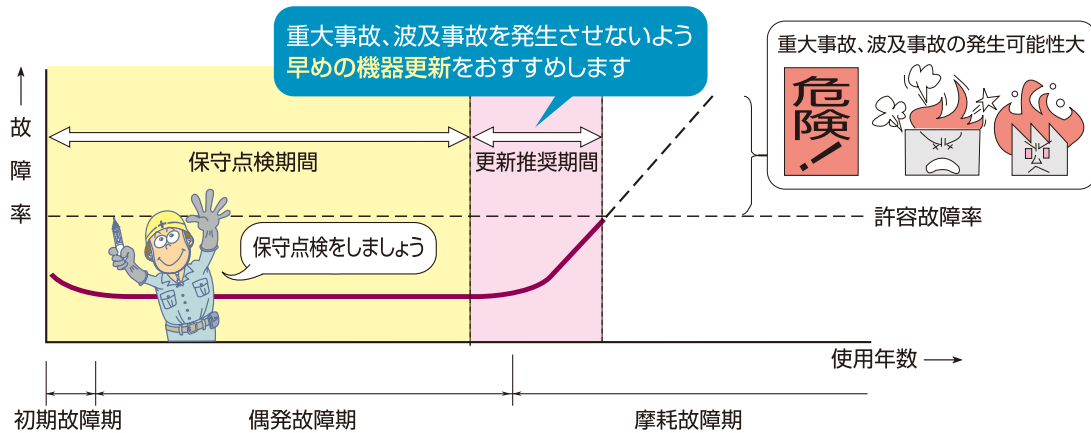 重大事故、波及事故を発生させないよう
早めの機器更新をおすすめします
重大事故、波及事故の発生可能性大
危険！
故障率
保守点検期間
更新推奨期間
許容故障率
保守点検をしましょう
使用年数
初期故障期
偶発故障期
摩耗故障期